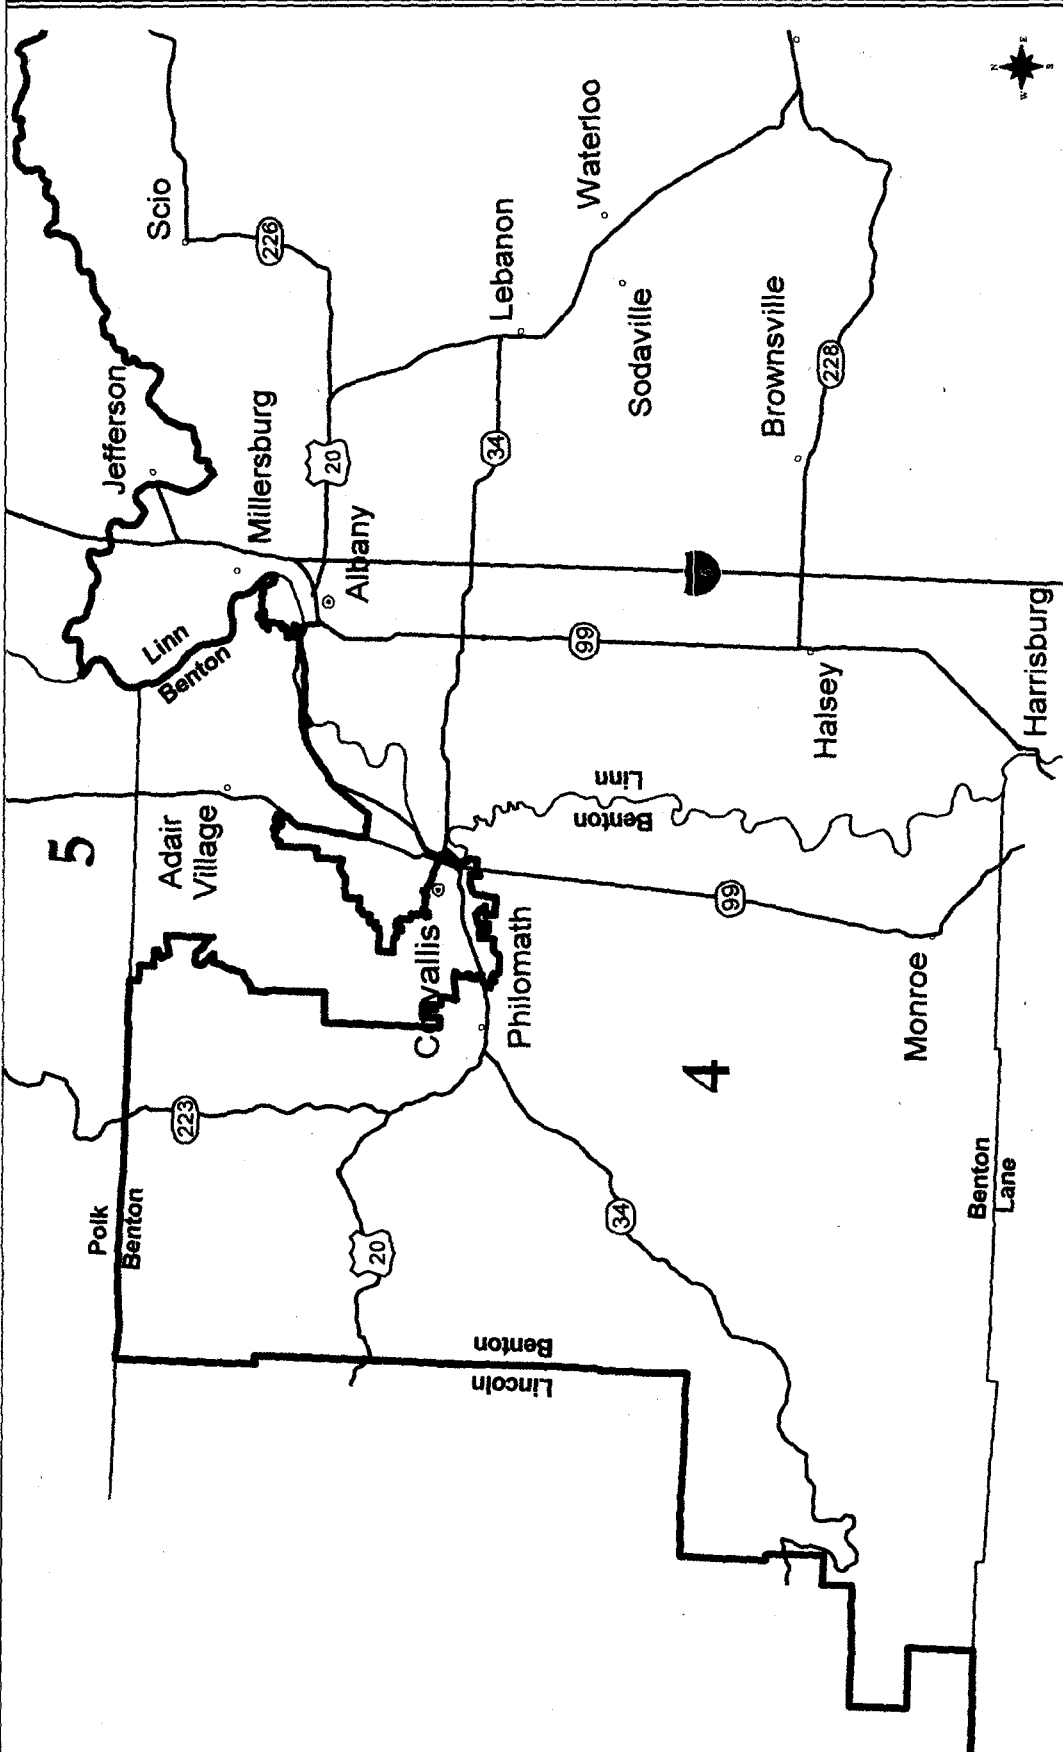 N
E
W
S
Scio
226
Waterloo
Lebanon
Jefferson
Millersburg
20
34
Sodaville
Brownsville
228
Albany
5
Linn
Benton
99
Halsey
Harrisburg
Linn
Benton
5
Adair
Village
Corvallis
Philomath
99
Monroe
4
223
Polk
Benton
20
34
Benton
Lane
Benton
Lincoln